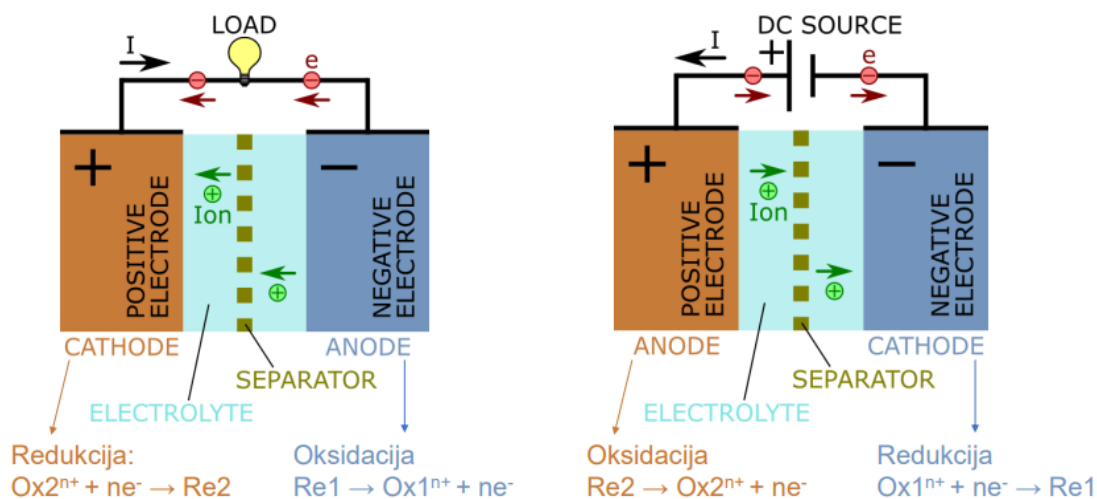 LOAD
I
e
+
−
POSITIVE
ELECTRODE
NEGATIVE
ELECTRODE
Ion
CATHODE
ANODE
SEPARATOR
ELECTROLYTE
Redukcija:
Ox2ⁿ⁺ + ne⁻ → Re2
Oksidacija
Re1 → Ox1ⁿ⁺ + ne⁻
DC SOURCE
I
+
e
+
−
POSITIVE
ELECTRODE
NEGATIVE
ELECTRODE
Ion
ANODE
CATHODE
SEPARATOR
ELECTROLYTE
Oksidacija
Re2 → Ox2ⁿ⁺ + ne⁻
Redukcija
Ox1ⁿ⁺ + ne⁻ → Re1